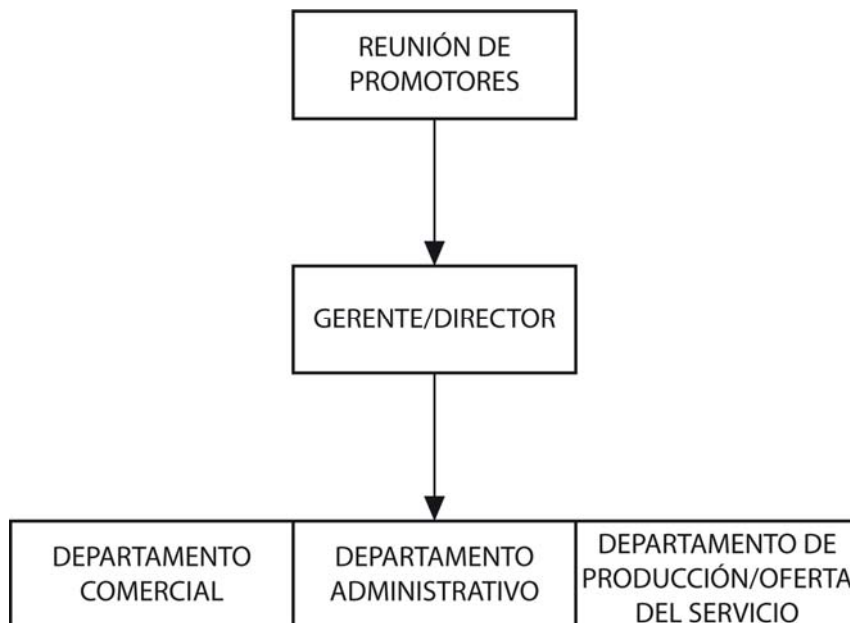 REUNIÓN DE
PROMOTORES
GERENTE/DIRECTOR
DEPARTAMENTO
COMERCIAL
DEPARTAMENTO
ADMINISTRATIVO
DEPARTAMENTO DE
PRODUCCIÓN/OFERTA
DEL SERVICIO